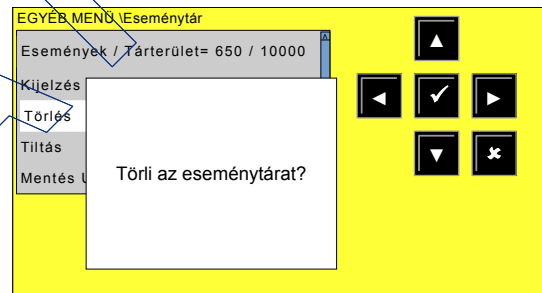 EGYÉB MENÜ \Eseménytár
Események / Tárterület= 650 / 10000
Kijelzés
Törlés
Tiltás
Mentés U
Törli az eseménytárat?